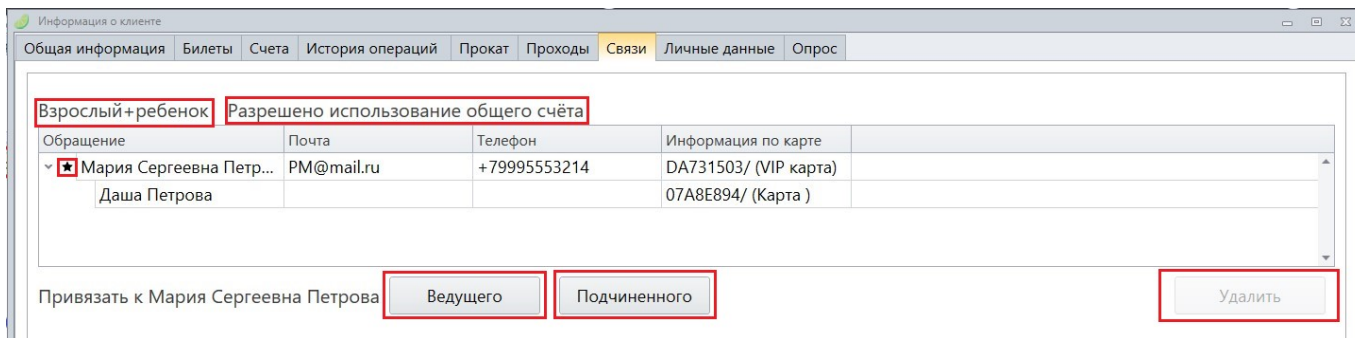 Информация о клиенте
Общая информация Билеты Счета История операций Прокат Проходы Связи Личные данные Опрос
Взрослый+ребенок Разрешено использование общего счёта
Обращение Почта Телефон Информация по карте
★ Мария Сергеевна Петр... PM@mail.ru +79995553214 DA731503/ (VIP карта)
Даша Петрова 07A8E894/ (Карта )
Привязать к Мария Сергеевна Петрова Ведущего Подчиненного Удалить